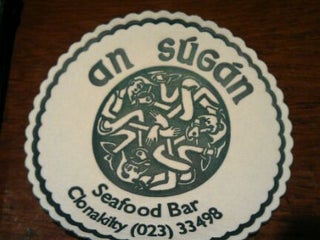 an súgán
Seafood Bar
Clonakilty (023) 33498